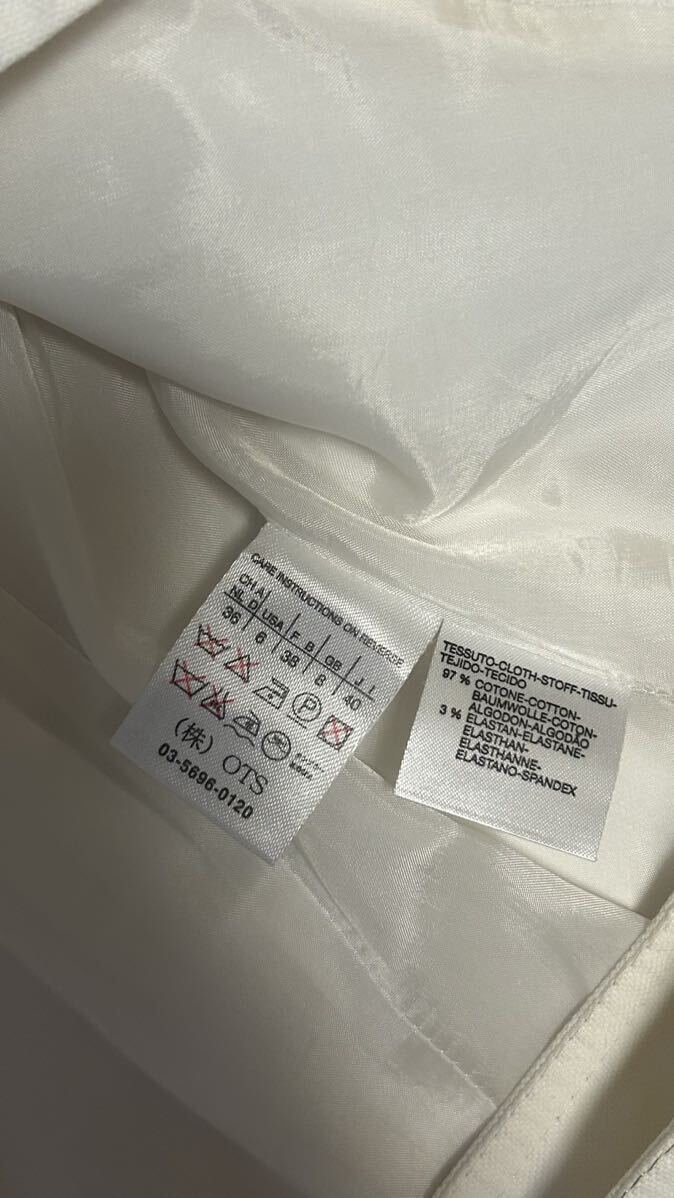 CARE INSTRUCTIONS ON REVERSE
CH A
NL D USA F B GB J I
36 6 38 8 40
P
(株) OTS
03-5696-0120
TESSUTO-CLOTH-STOFF-TISSU-
TEJIDO-TECIDO
97 % COTONE-COTTON-
BAUMWOLLE-COTON-
ALGODON-ALGODÃO
3 % ELASTAN-ELASTANE-
ELASTHAN-
ELASTHANNE-
ELASTANO-SPANDEX